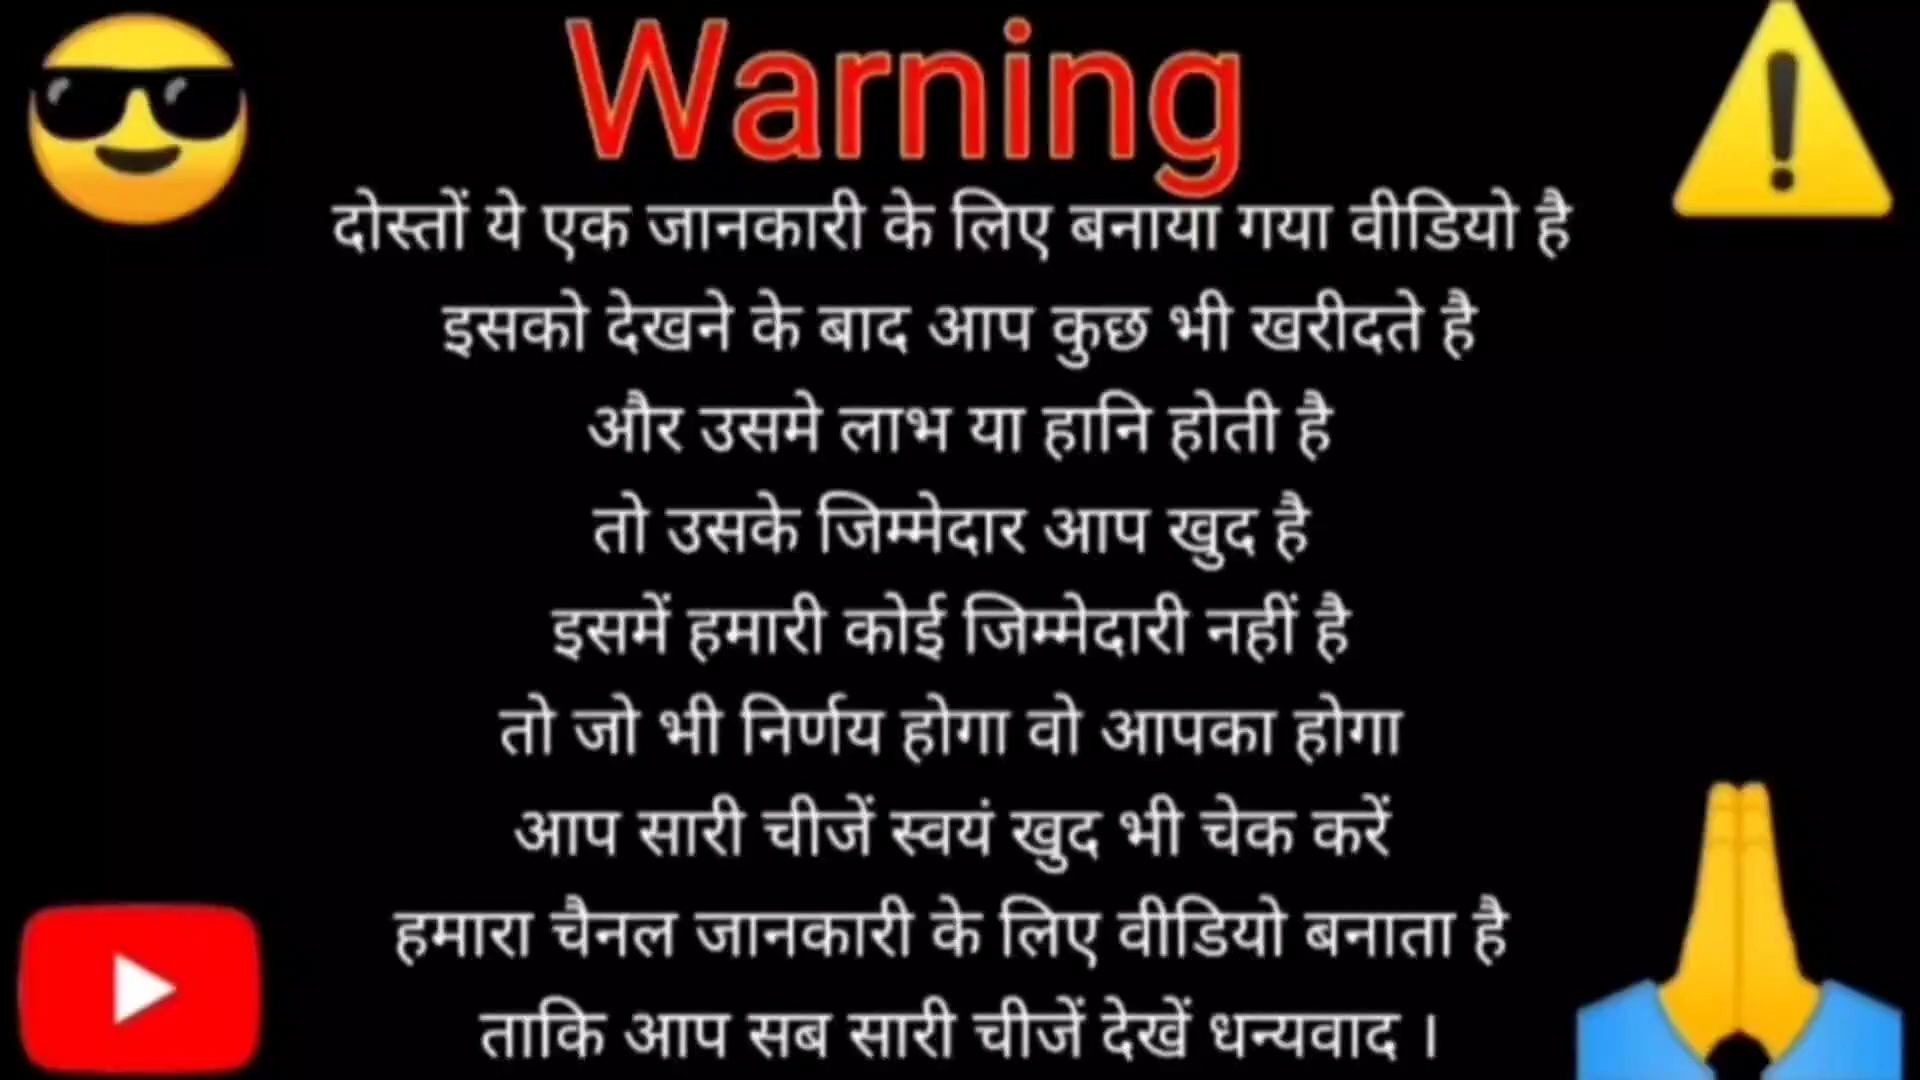 Warning
दोस्तों ये एक जानकारी के लिए बनाया गया वीडियो है
इसको देखने के बाद आप कुछ भी खरीदते है
और उसमे लाभ या हानि होती है
तो उसके जिम्मेदार आप खुद है
इसमें हमारी कोई जिम्मेदारी नहीं है
तो जो भी निर्णय होगा वो आपका होगा
आप सारी चीजें स्वयं खुद भी चेक करें
हमारा चैनल जानकारी के लिए वीडियो बनाता है
ताकि आप सब सारी चीजें देखें धन्यवाद ।